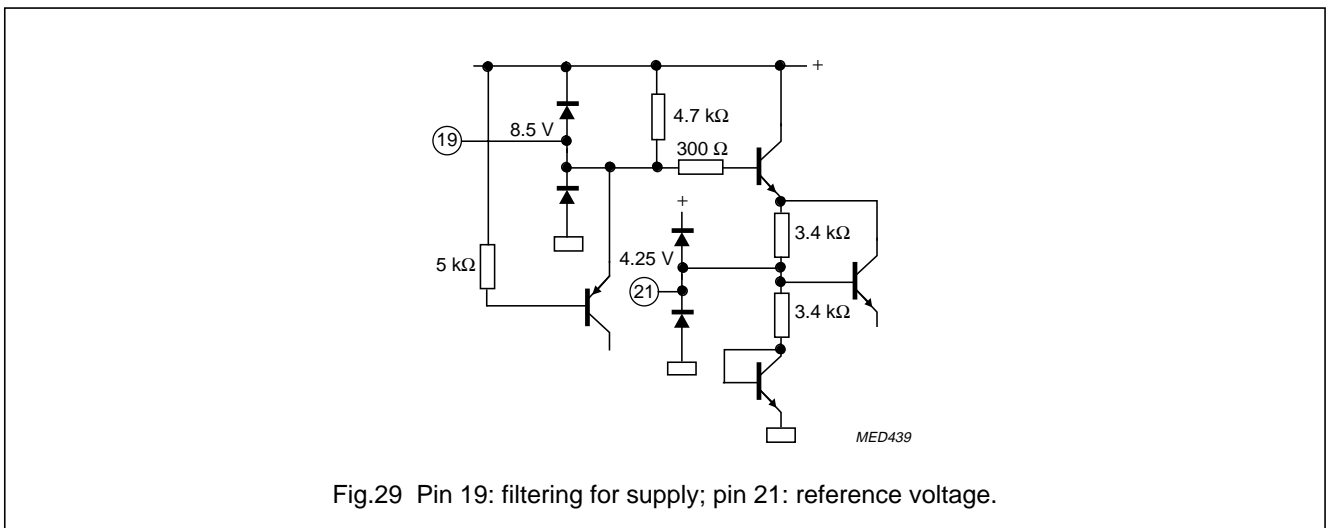 +
4.7 kΩ
8.5 V
19
300 Ω
+
3.4 kΩ
5 kΩ
4.25 V
21
3.4 kΩ
MED439
Fig.29 Pin 19: filtering for supply; pin 21: reference voltage.